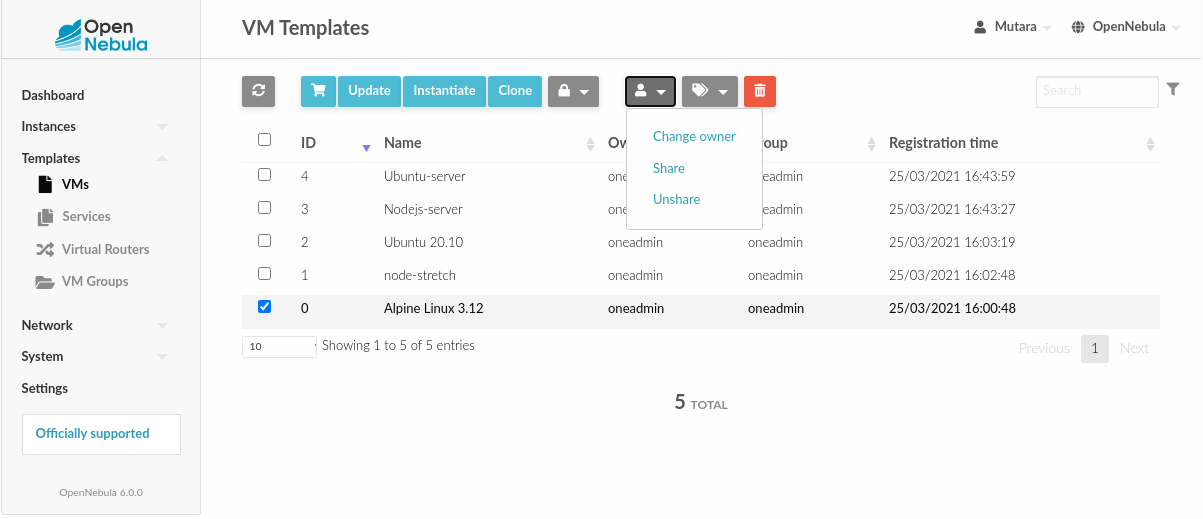 Open
Nebula
VM Templates
Mutara
OpenNebula
Dashboard
Instances
Templates
VMs
Services
Virtual Routers
VM Groups
Network
System
Settings
Officially supported
OpenNebula 6.0.0
Update
Instantiate
Clone
Search
Change owner
Share
Unshare
ID Name Ow roup Registration time
4 Ubuntu-server one eadmin 25/03/2021 16:43:59
3 Nodejs-server one eadmin 25/03/2021 16:43:27
2 Ubuntu 20.10 oneadmin oneadmin 25/03/2021 16:03:19
1 node-stretch oneadmin oneadmin 25/03/2021 16:02:48
0 Alpine Linux 3.12 oneadmin oneadmin 25/03/2021 16:00:48
10 Showing 1 to 5 of 5 entries
Previous 1 Next
5 TOTAL